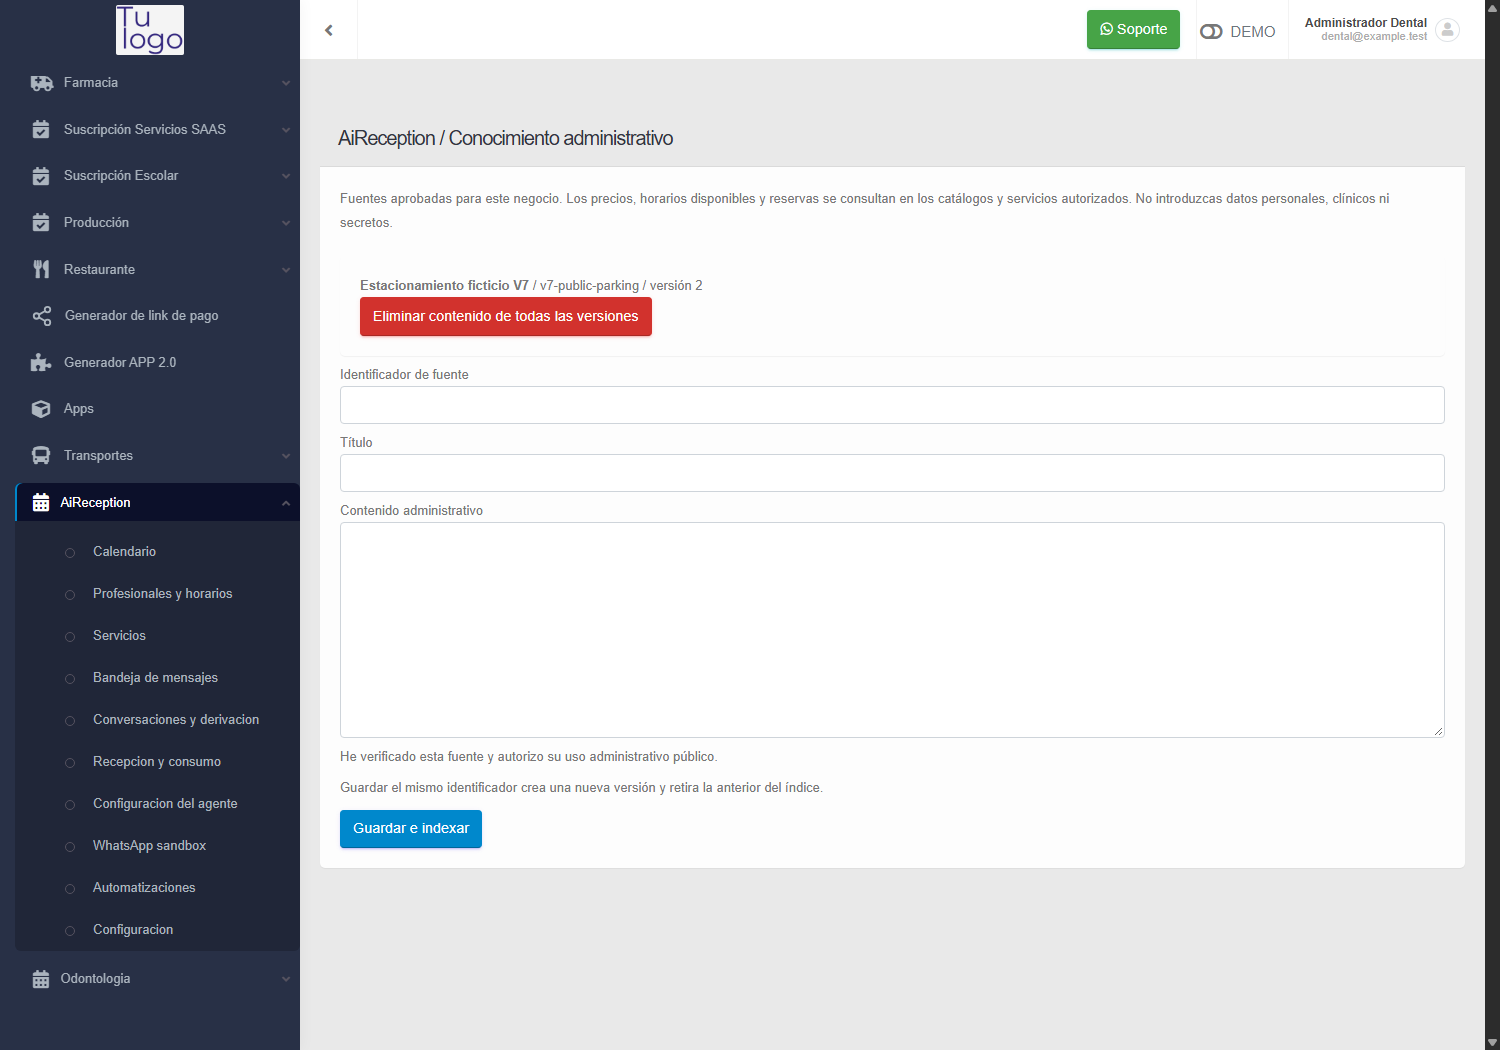 Tu
logo
Farmacia
Suscripción Servicios SAAS
Suscripción Escolar
Producción
Restaurante
Generador de link de pago
Generador APP 2.0
Apps
Transportes
AiReception
Calendario
Profesionales y horarios
Servicios
Bandeja de mensajes
Conversaciones y derivacion
Recepcion y consumo
Configuracion del agente
WhatsApp sandbox
Automatizaciones
Configuracion
Odontologia
Soporte
DEMO
Administrador Dental
dental@example.test
AiReception / Conocimiento administrativo
Fuentes aprobadas para este negocio. Los precios, horarios disponibles y reservas se consultan en los catálogos y servicios autorizados. No introduzcas datos personales, clínicos ni
secretos.
Estacionamiento ficticio V7 / v7-public-parking / versión 2
Eliminar contenido de todas las versiones
Identificador de fuente
Título
Contenido administrativo
He verificado esta fuente y autorizo su uso administrativo público.
Guardar el mismo identificador crea una nueva versión y retira la anterior del índice.
Guardar e indexar